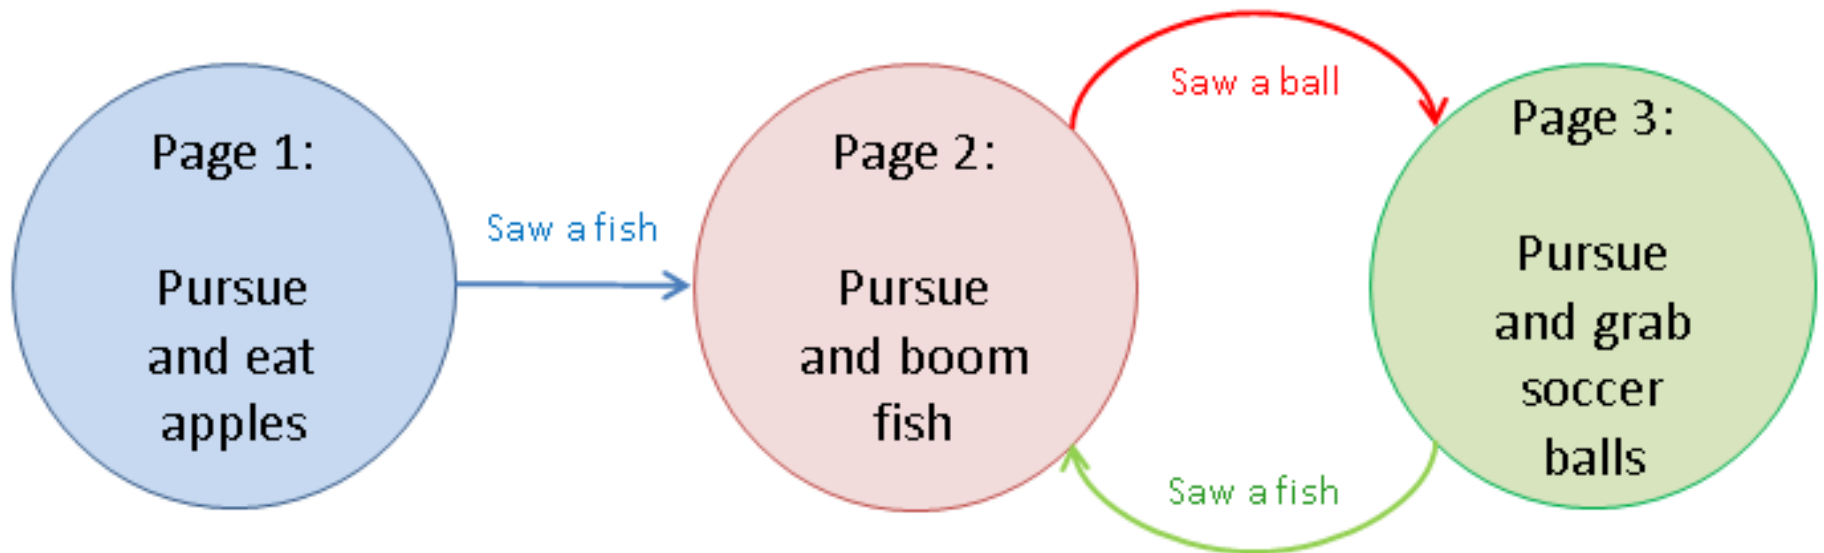 Page 1:
Pursue
and eat
apples
Saw a fish
Page 2:
Pursue
and boom
fish
Saw a ball
Saw a fish
Page 3:
Pursue
and grab
soccer
balls